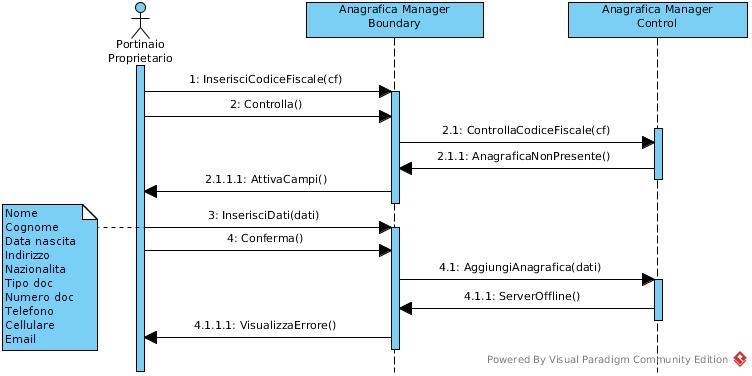 Anagrafica Manager
Boundary
Anagrafica Manager
Control
Portinaio
Proprietario
1: InserisciCodiceFiscale(cf)
2: Controlla()
2.1: ControllaCodiceFiscale(cf)
2.1.1: AnagraficaNonPresente()
2.1.1.1: AttivaCampi()
3: InserisciDati(dati)
4: Conferma()
4.1: AggiungiAnagrafica(dati)
4.1.1: ServerOffline()
4.1.1.1: VisualizzaErrore()
Nome
Cognome
Data nascita
Indirizzo
Nazionalita
Tipo doc
Numero doc
Telefono
Cellulare
Email
Powered By Visual Paradigm Community Edition